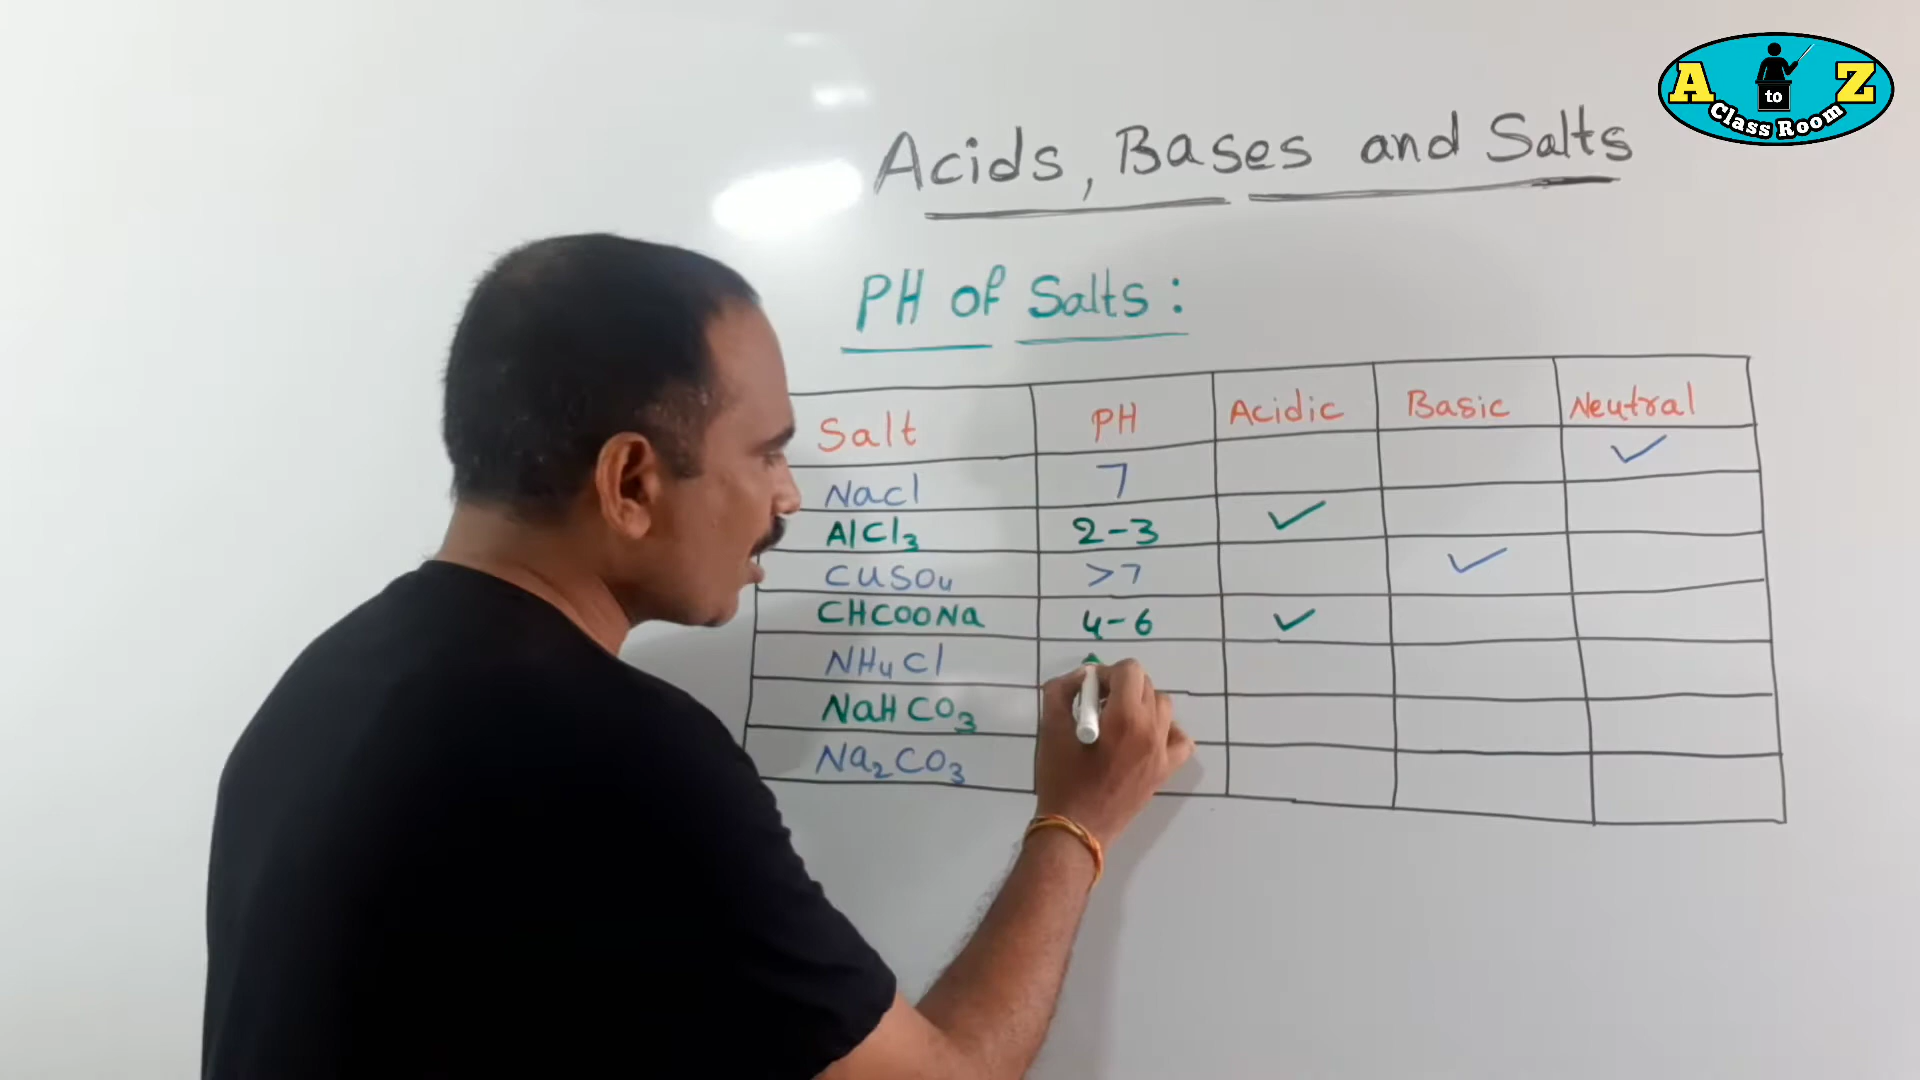 A to Z
Class Room
Acids, Bases and Salts
PH of Salts:
Salt PH Acidic Basic Neutral
Nacl 7 ✓
AlCl3 2-3 ✓
CUSO4 >7 ✓
CHCOONa 4-6 ✓
NH4Cl
NaHCO3
Na2CO3